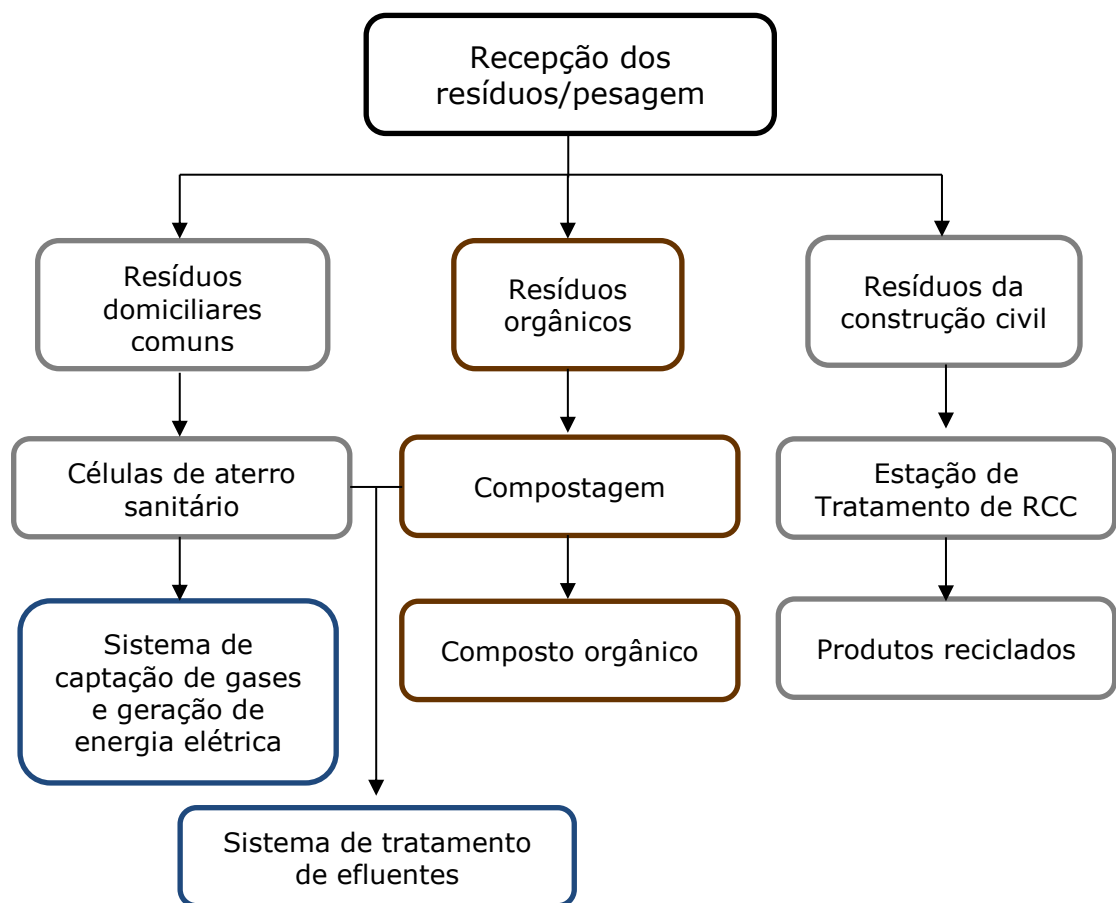 Recepção dos
resíduos/pesagem
Resíduos
domiciliares
comuns
Resíduos
orgânicos
Resíduos da
construção civil
Células de aterro
sanitário
Compostagem
Estação de
Tratamento de RCC
Sistema de
captação de gases
e geração de
energia elétrica
Composto orgânico
Produtos reciclados
Sistema de tratamento
de efluentes